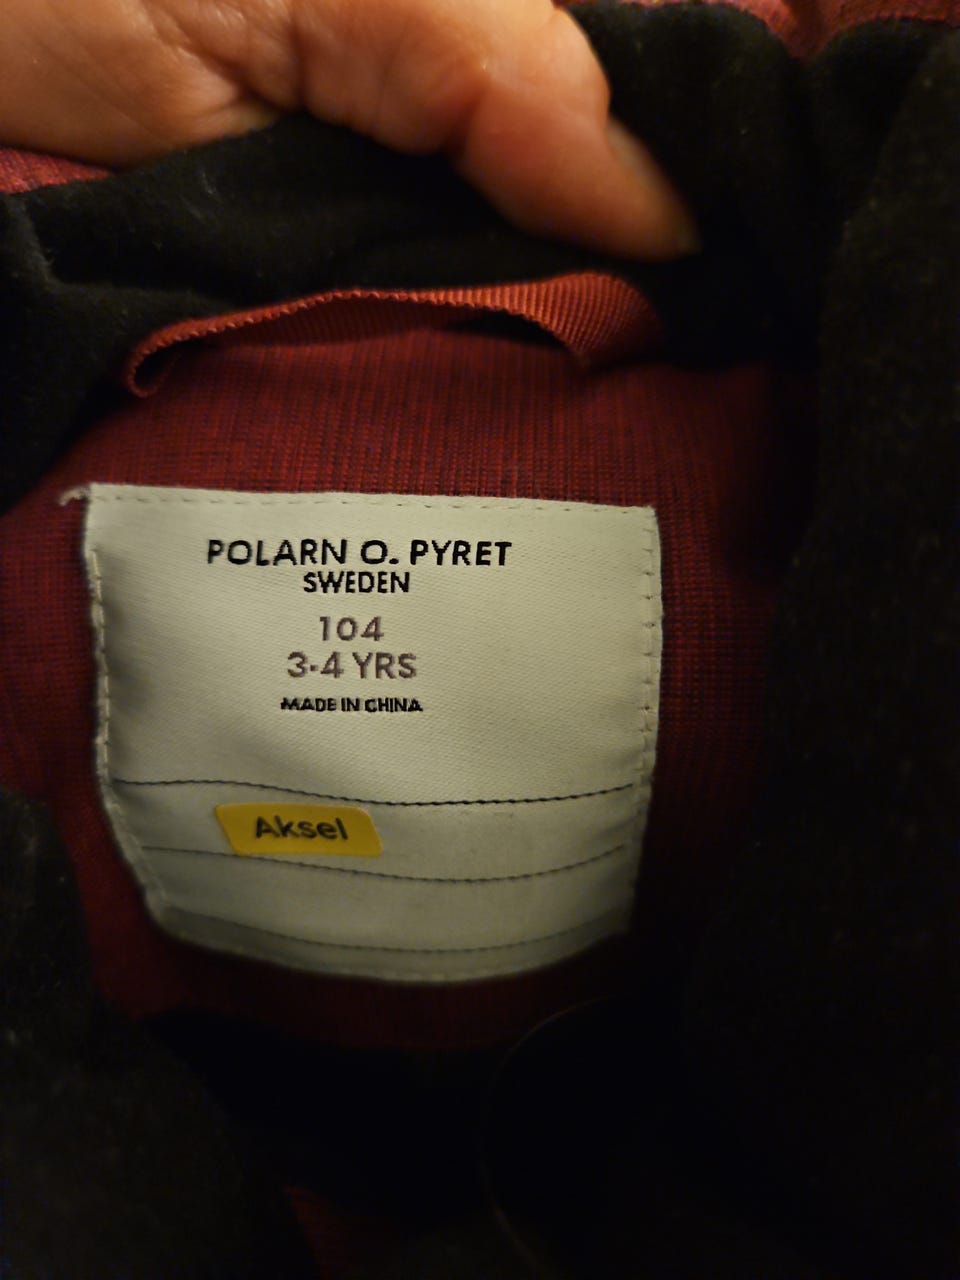 POLARN O. PYRET
SWEDEN
104
3-4 YRS
MADE IN CHINA
Aksel